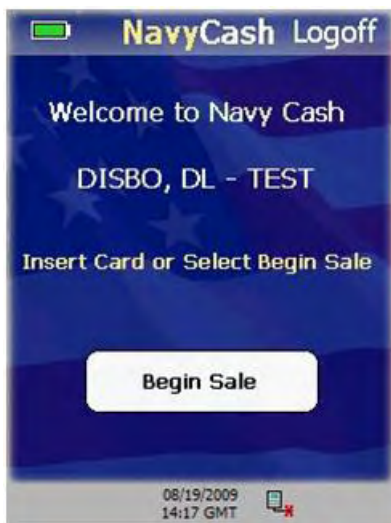 NavyCash Logoff
Welcome to Navy Cash
DISBO, DL - TEST
Insert Card or Select Begin Sale
Begin Sale
08/19/2009
14:17 GMT